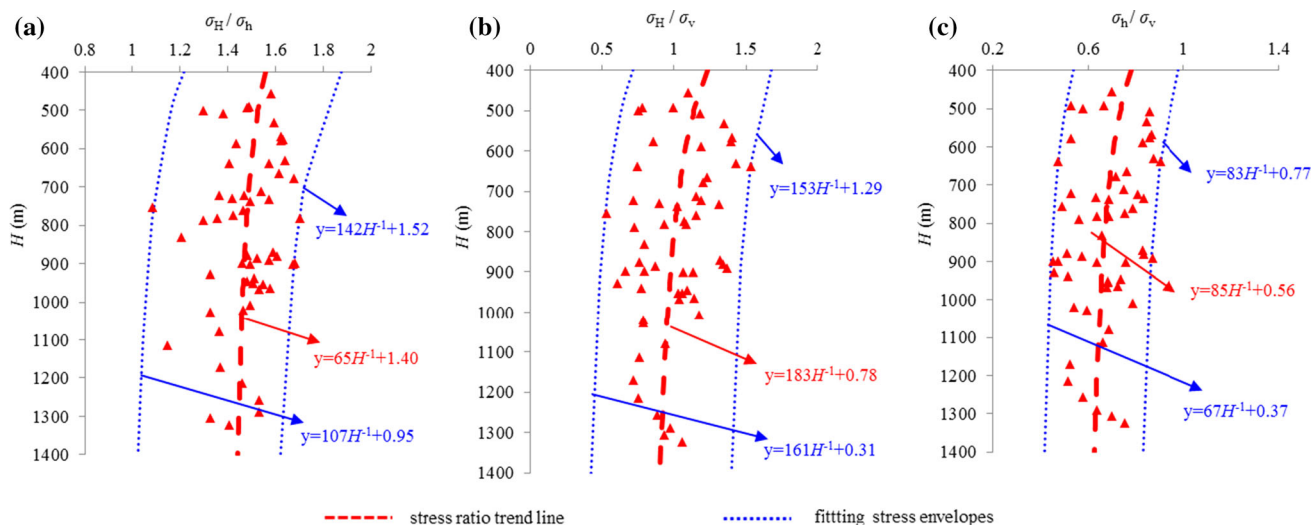 (a)
σH / σh
0.8 1 1.2 1.4 1.6 1.8 2
H (m)
400
500
600
700
800
900
1000
1100
1200
1300
1400
y=142H-1+1.52
y=65H-1+1.40
y=107H-1+0.95
(b)
σH / σv
0 0.5 1 1.5 2
H (m)
400
500
600
700
800
900
1000
1100
1200
1300
1400
y=153H-1+1.29
y=183H-1+0.78
y=161H-1+0.31
(c)
σh / σv
0.2 0.6 1 1.4
H (m)
400
500
600
700
800
900
1000
1100
1200
1300
1400
y=83H-1+0.77
y=85H-1+0.56
y=67H-1+0.37
stress ratio trend line
fittting stress envelopes